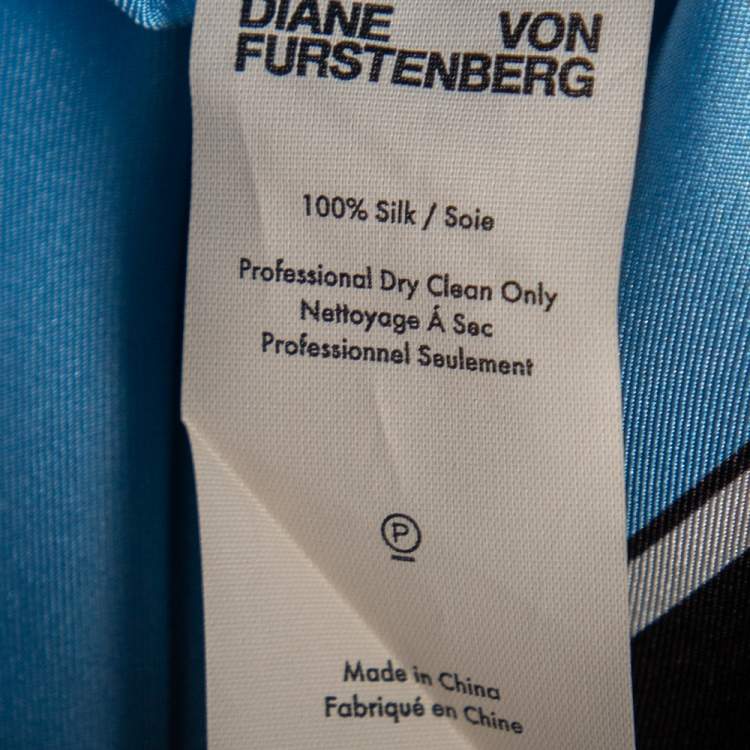 DIANE VON
FURSTENBERG
100% Silk / Soie
Professional Dry Clean Only
Nettoyage Á Sec
Professionnel Seulement
P
Made in China
Fabriqué en Chine